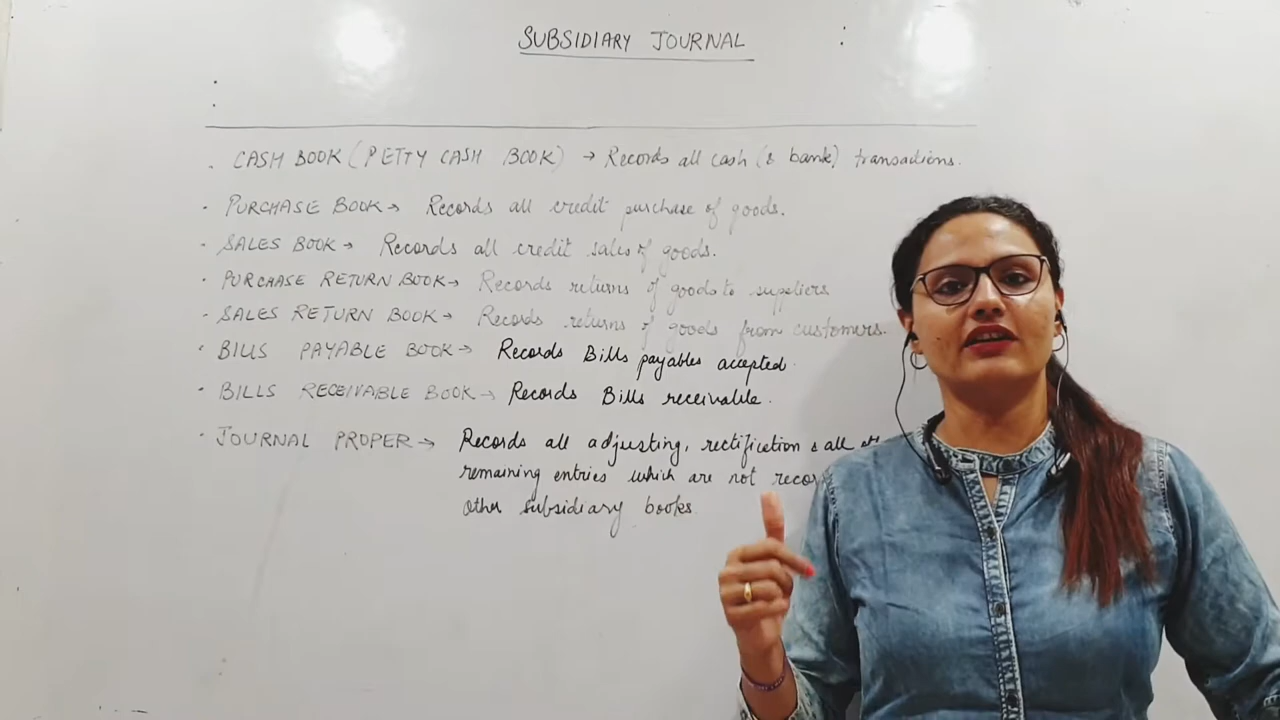 SUBSIDIARY JOURNAL
. CASH BOOK (PETTY CASH BOOK) → Records all cash (& bank) transactions.
. PURCHASE BOOK → Records all credit purchase of goods.
. SALES BOOK → Records all credit sales of goods.
. PURCHASE RETURN BOOK → Records returns of goods to suppliers
. SALES RETURN BOOK → Records returns of goods from customers.
. BILLS PAYABLE BOOK → Records Bills payables accepted.
. BILLS RECEIVABLE BOOK → Records Bills receivable.
. JOURNAL PROPER → Records all adjusting, rectification & all
remaining entries which are not
other subsidiary books.